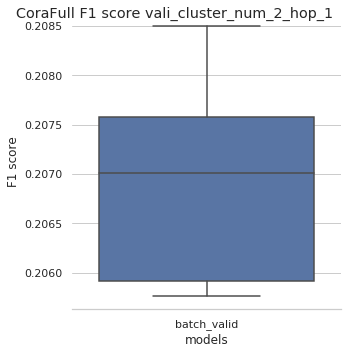 CoraFull F1 score vali_cluster_num_2_hop_1
0.2085
0.2080
0.2075
0.2070
0.2065
0.2060
F1 score
batch_valid
models